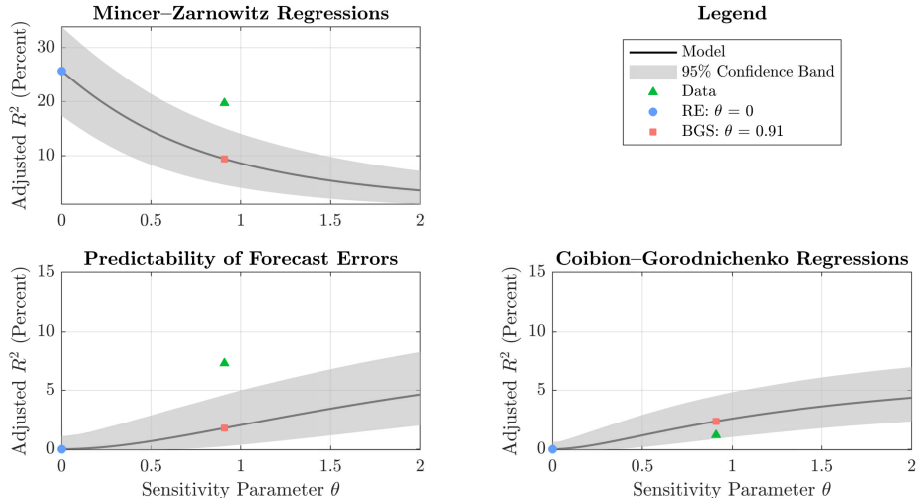 Mincer–Zarnowitz Regressions
Adjusted R² (Percent)
30
20
10
0 0.5 1 1.5 2
Legend
Model
95% Confidence Band
Data
RE: θ = 0
BGS: θ = 0.91
Predictability of Forecast Errors
Adjusted R² (Percent)
15
10
5
0
0 0.5 1 1.5 2
Sensitivity Parameter θ
Coibion–Gorodnichenko Regressions
Adjusted R² (Percent)
15
10
5
0
0 0.5 1 1.5 2
Sensitivity Parameter θ